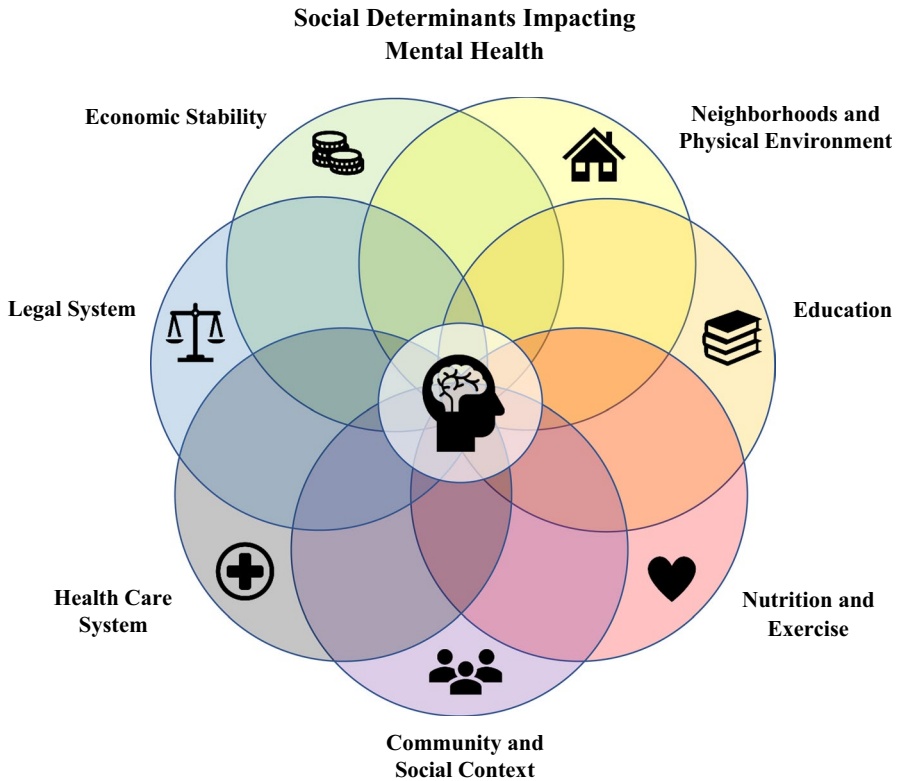 Social Determinants Impacting
Mental Health
Economic Stability
Neighborhoods and
Physical Environment
Legal System
Education
Health Care
System
Nutrition and
Exercise
Community and
Social Context